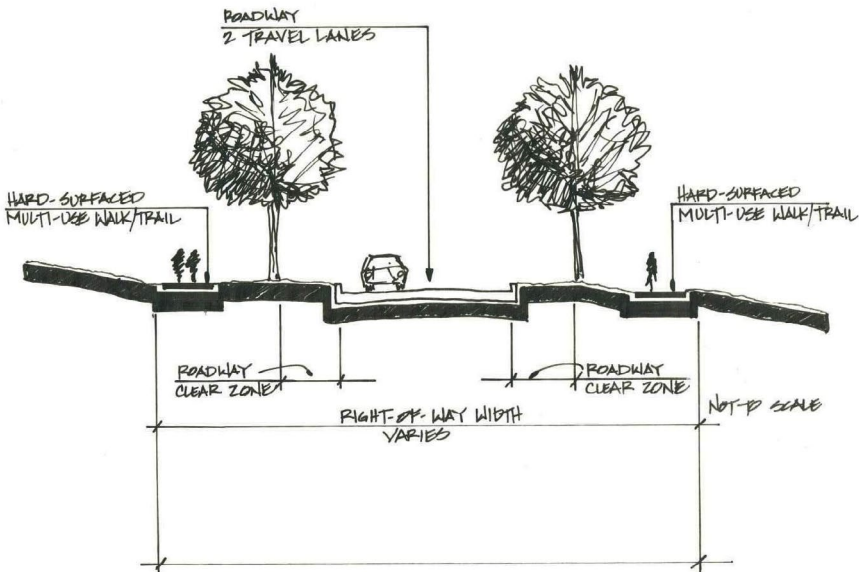 ROADWAY
2 TRAVEL LANES
HARD-SURFACED
MULTI-USE WALK/TRAIL
HARD-SURFACED
MULTI-USE WALK/TRAIL
ROADWAY
CLEAR ZONE
ROADWAY
CLEAR ZONE
RIGHT-OF-WAY WIDTH
VARIES
NOT-TO SCALE